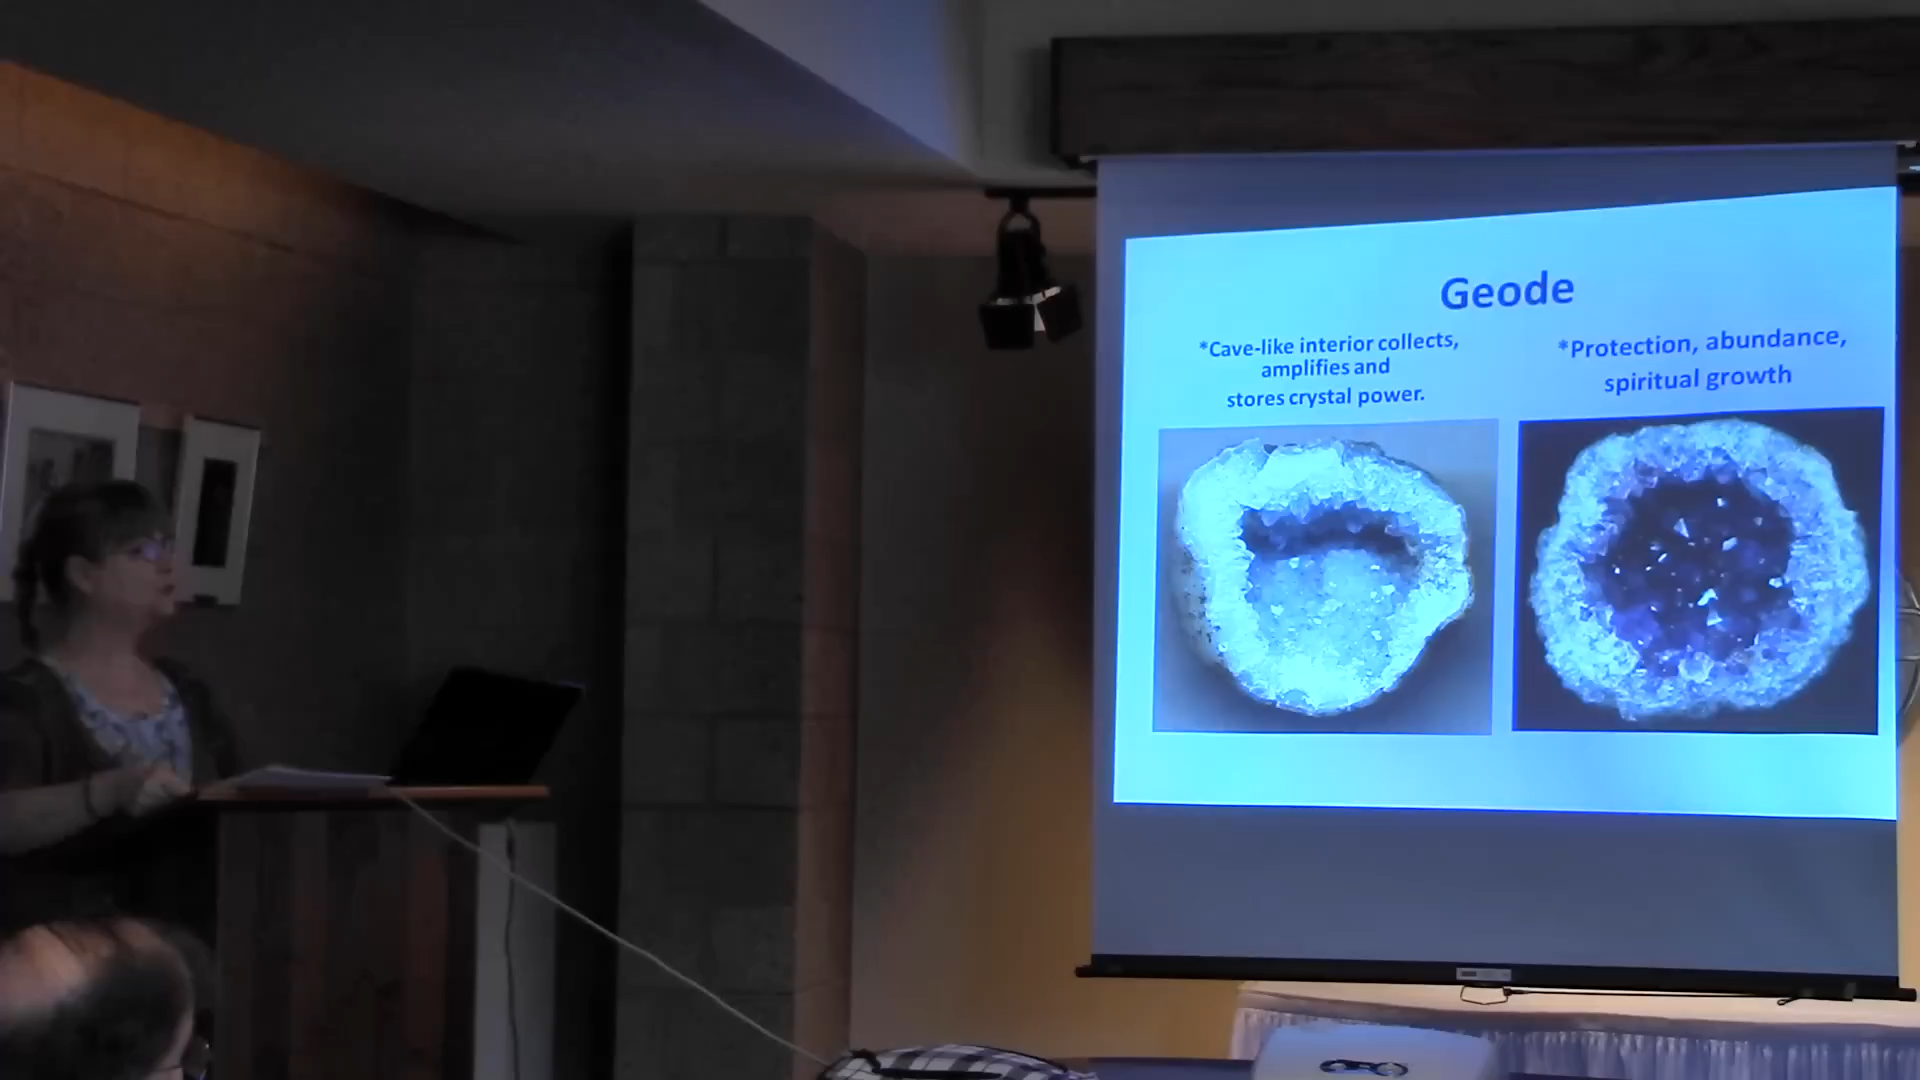 Geode
*Cave-like interior collects,
amplifies and
stores crystal power.
*Protection, abundance,
spiritual growth